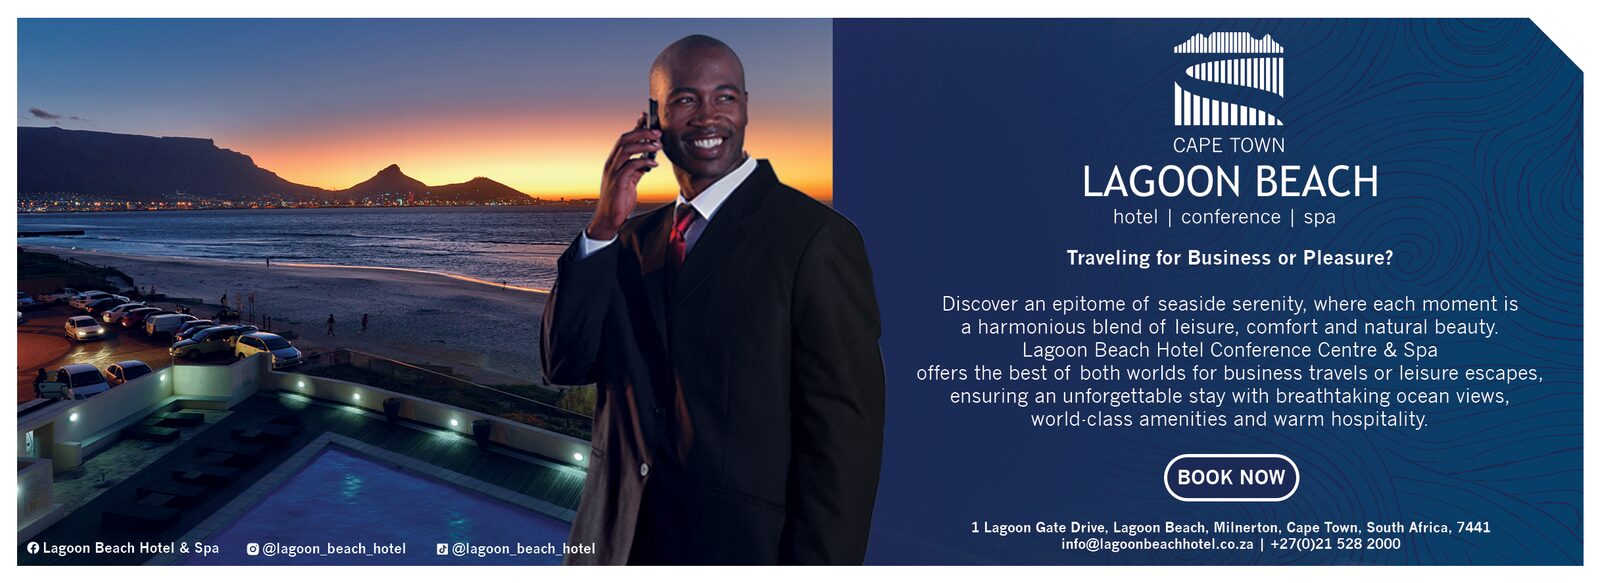 CAPE TOWN
LAGOON BEACH
hotel | conference | spa
Traveling for Business or Pleasure?
Discover an epitome of seaside serenity, where each moment is
a harmonious blend of leisure, comfort and natural beauty.
Lagoon Beach Hotel Conference Centre & Spa
offers the best of both worlds for business travels or leisure escapes,
ensuring an unforgettable stay with breathtaking ocean views,
world-class amenities and warm hospitality.
BOOK NOW
1 Lagoon Gate Drive, Lagoon Beach, Milnerton, Cape Town, South Africa, 7441
info@lagoonbeachhotel.co.za | +27(0)21 528 2000
Lagoon Beach Hotel & Spa @lagoon_beach_hotel @lagoon_beach_hotel